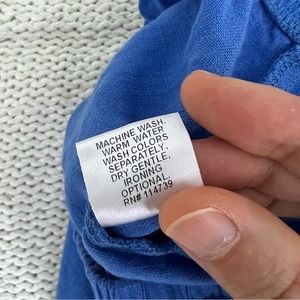 MACHINE WASH.
WARM WATER
WASH COLORS
SEPARATELY.
DRY GENTLE,
IRONING
OPTIONAL.
RN# 114739